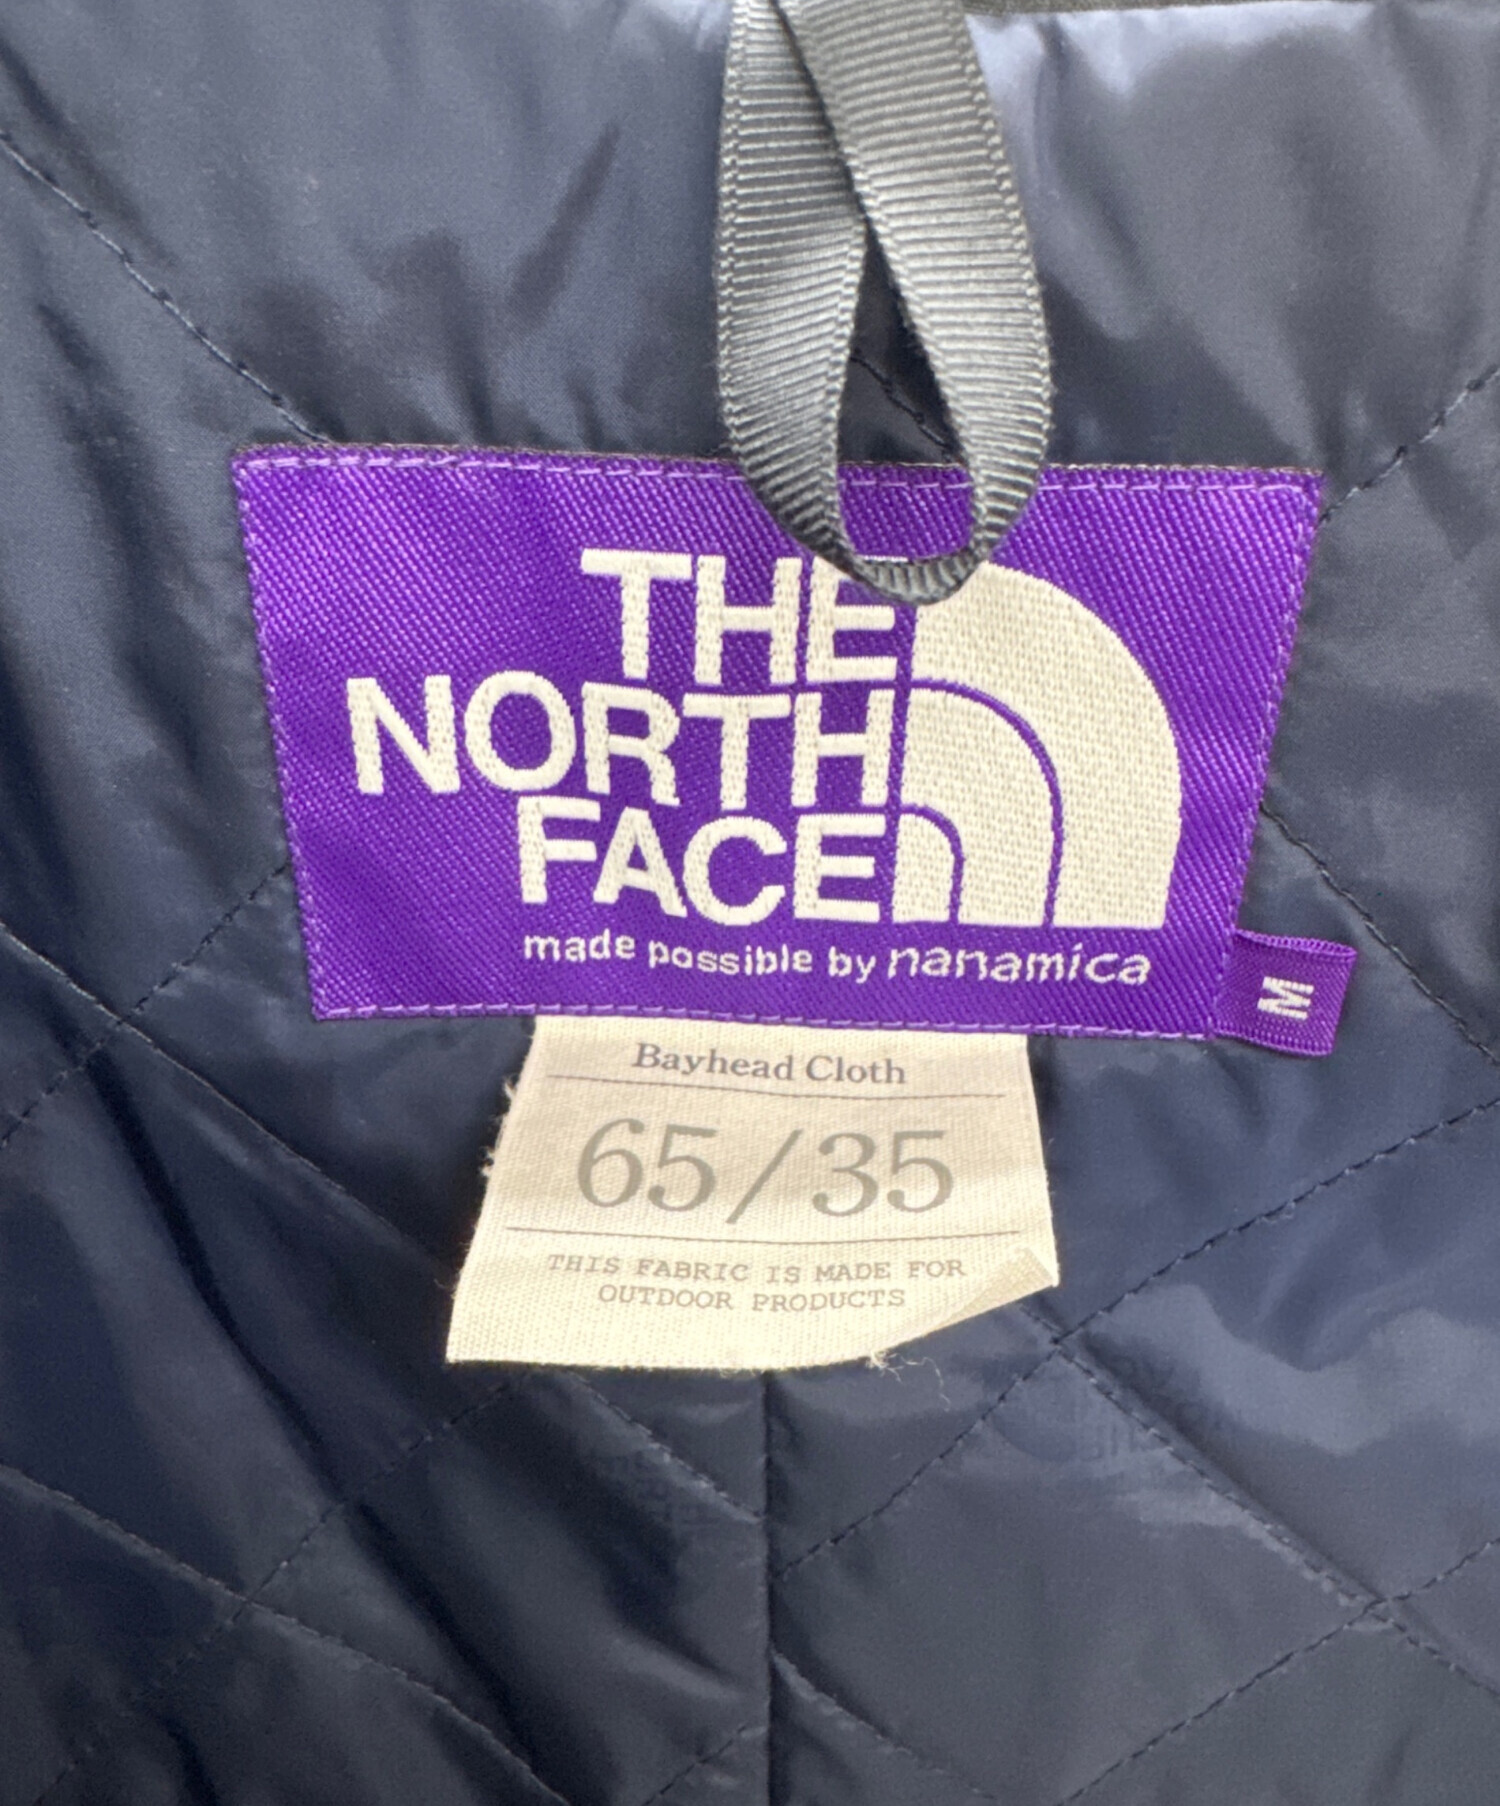 THE
NORTH
FACE
made possible by nanamica
M
Bayhead Cloth
65/35
THIS FABRIC IS MADE FOR
OUTDOOR PRODUCTS